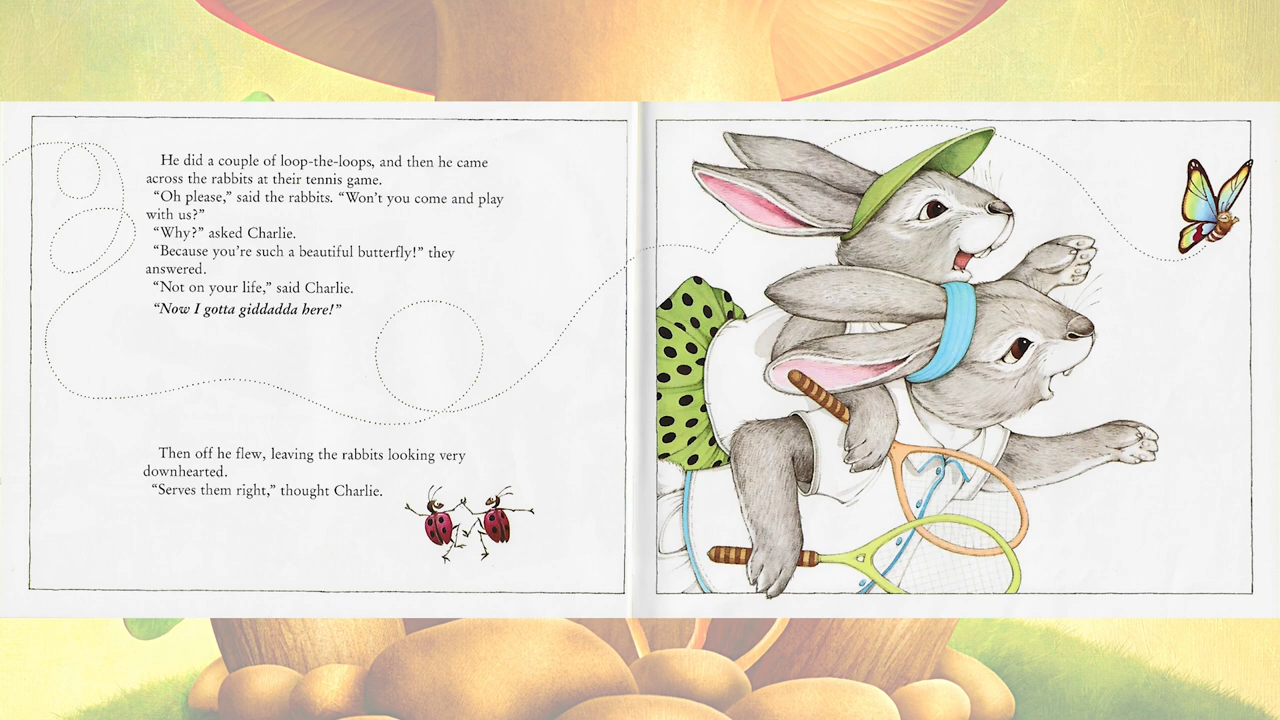 He did a couple of loop-the-loops, and then he came
across the rabbits at their tennis game.
“Oh please,” said the rabbits. “Won’t you come and play
with us?”
“Why?” asked Charlie.
“Because you’re such a beautiful butterfly!” they
answered.
“Not on your life,” said Charlie.
“Now I gotta giddadda here!”
Then off he flew, leaving the rabbits looking very
downhearted.
“Serves them right,” thought Charlie.